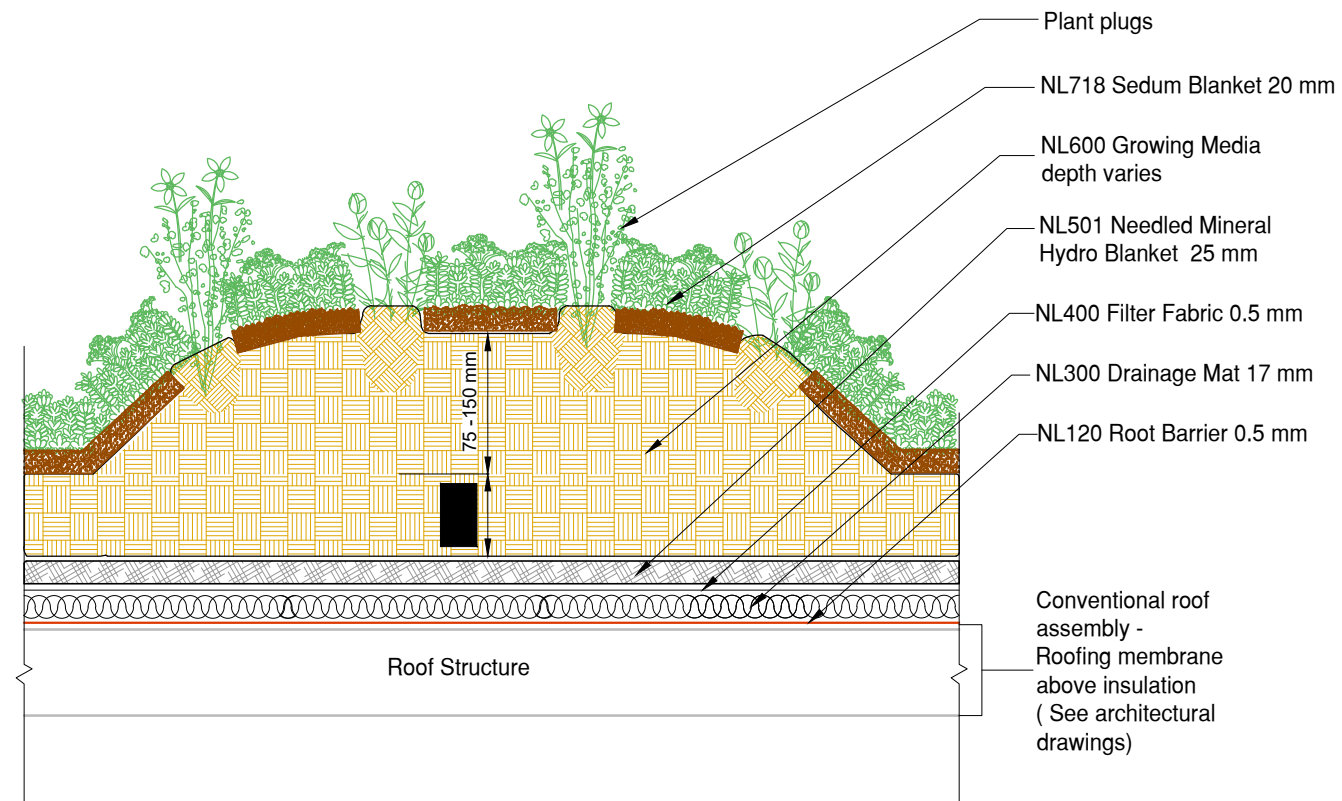 Plant plugs
NL718 Sedum Blanket 20 mm
NL600 Growing Media
depth varies
NL501 Needled Mineral
Hydro Blanket 25 mm
NL400 Filter Fabric 0.5 mm
NL300 Drainage Mat 17 mm
NL120 Root Barrier 0.5 mm
75 -150 mm
Roof Structure
Conventional roof
assembly -
Roofing membrane
above insulation
( See architectural
drawings)